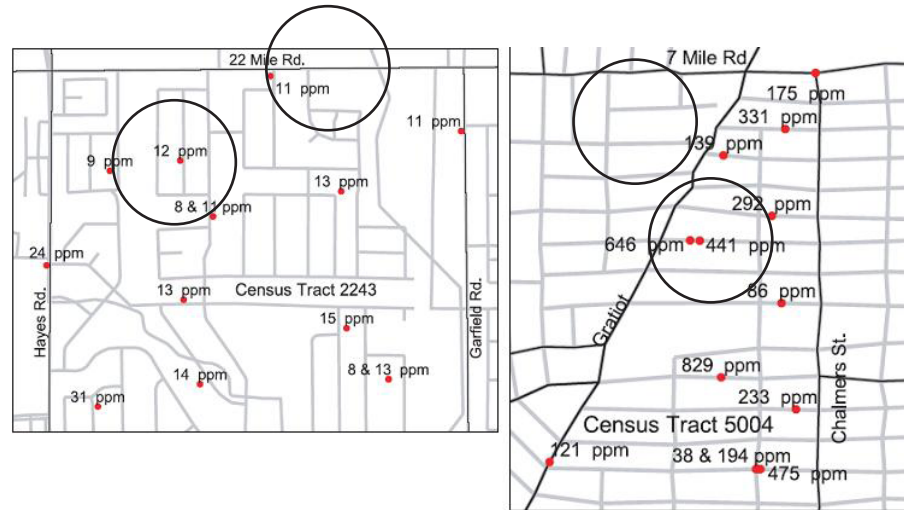 22 Mile Rd.
11 ppm
11 ppm
12 ppm
9 ppm
13 ppm
8 & 11 ppm
24 ppm
13 ppm
Census Tract 2243
Hayes Rd.
Garfield Rd.
15 ppm
14 ppm
8 & 13 ppm
31 ppm
7 Mile Rd.
175 ppm
331 ppm
139 ppm
292 ppm
646 ppm
441 ppm
86 ppm
Gratiot
829 ppm
Chalmers St.
233 ppm
Census Tract 5004
121 ppm
38 & 194 ppm
475 ppm